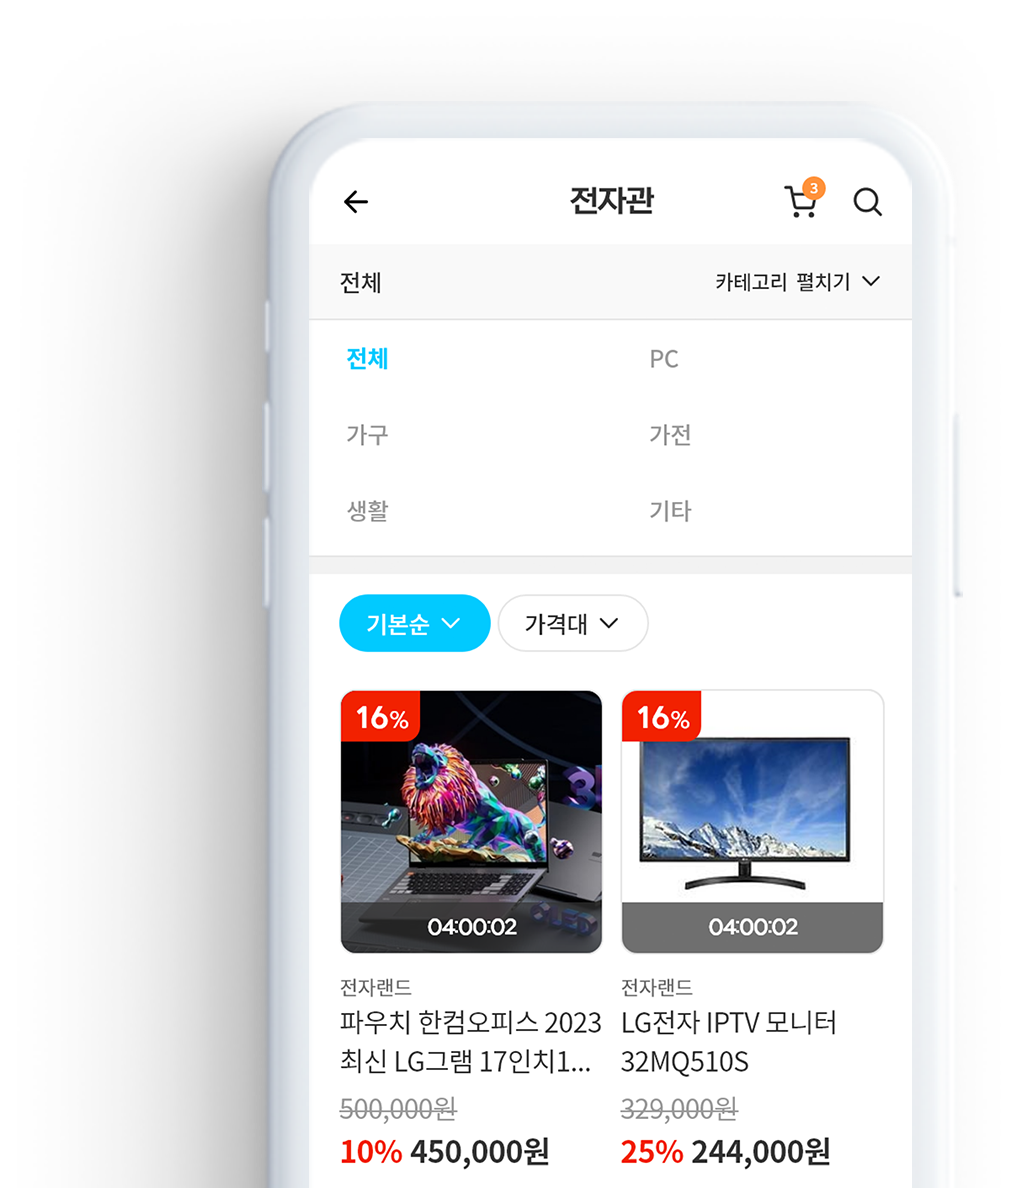 전자관
3
전체
카테고리 펼치기
전체
PC
가구
가전
생활
기타
기본순
가격대
16%
16%
04:00:02
04:00:02
전자랜드
파우치 한컴오피스 2023
최신 LG그램 17인치1...
500,000원
10% 450,000원
전자랜드
LG전자 IPTV 모니터
32MQ510S
329,000원
25% 244,000원